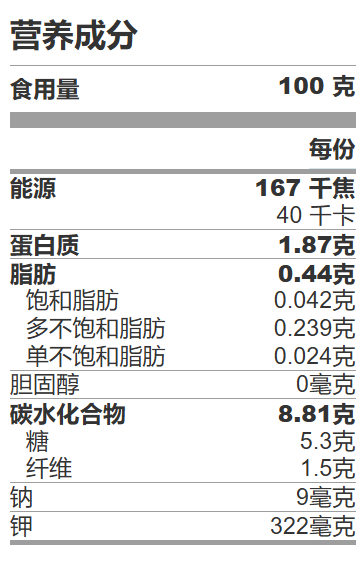 营养成分
食用量 100 克
每份
能源 167 千焦
40 千卡
蛋白质 1.87克
脂肪 0.44克
饱和脂肪 0.042克
多不饱和脂肪 0.239克
单不饱和脂肪 0.024克
胆固醇 0毫克
碳水化合物 8.81克
糖 5.3克
纤维 1.5克
钠 9毫克
钾 322毫克